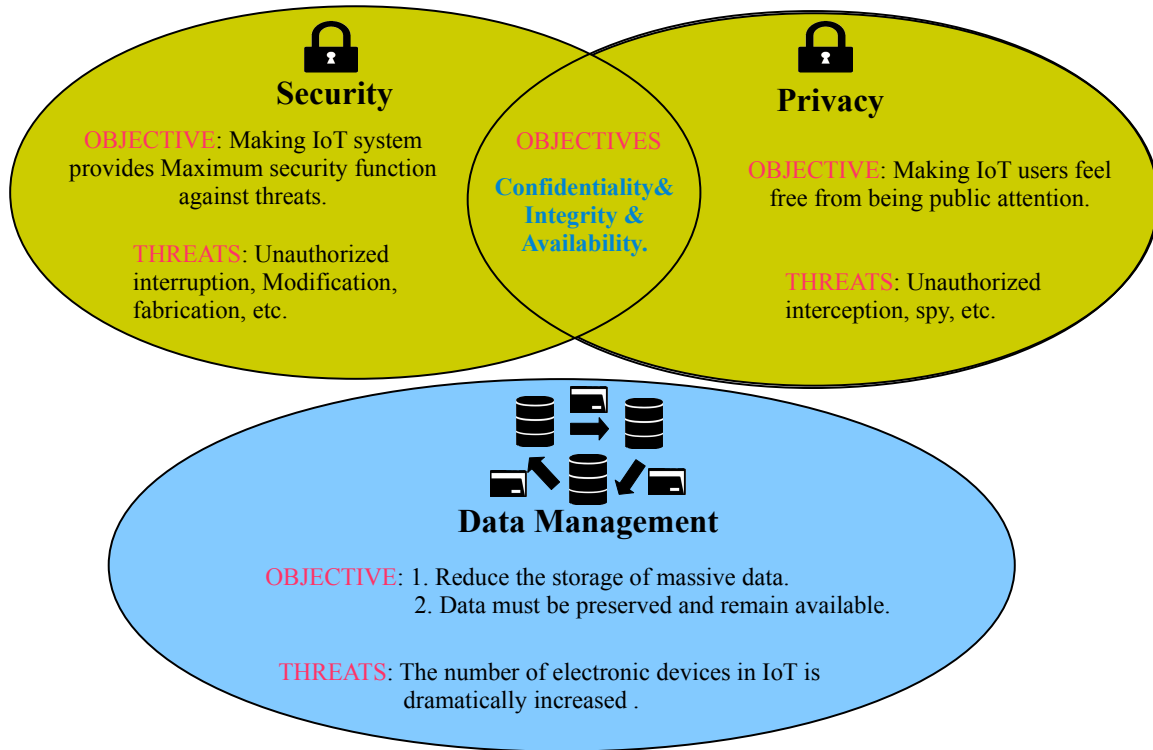 Security
OBJECTIVE: Making IoT system
provides Maximum security function
against threats.
THREATS: Unauthorized
interruption, Modification,
fabrication, etc.
OBJECTIVES
Confidentiality&
Integrity &
Availability.
Privacy
OBJECTIVE: Making IoT users feel
free from being public attention.
THREATS: Unauthorized
interception, spy, etc.
Data Management
OBJECTIVE: 1. Reduce the storage of massive data.
2. Data must be preserved and remain available.
THREATS: The number of electronic devices in IoT is
dramatically increased .